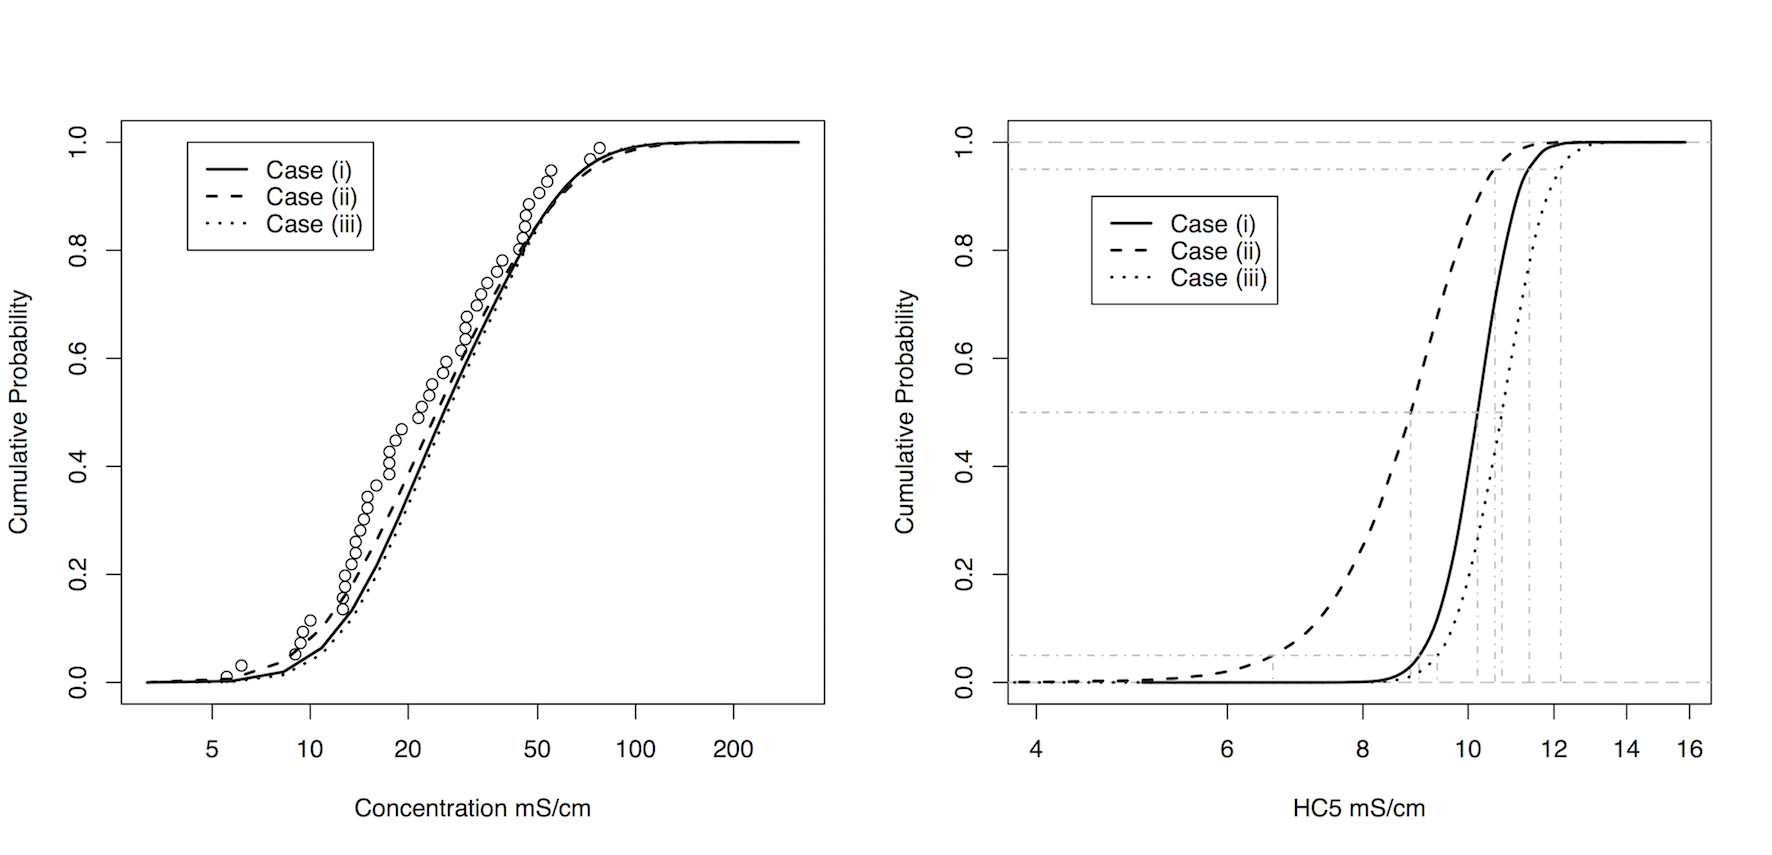 Cumulative Probability
1.0
0.8
0.6
0.4
0.2
0.0
Case (i)
Case (ii)
Case (iii)
5 10 20 50 100 200
Concentration mS/cm
Cumulative Probability
1.0
0.8
0.6
0.4
0.2
0.0
Case (i)
Case (ii)
Case (iii)
4 6 8 10 12 14 16
HC5 mS/cm